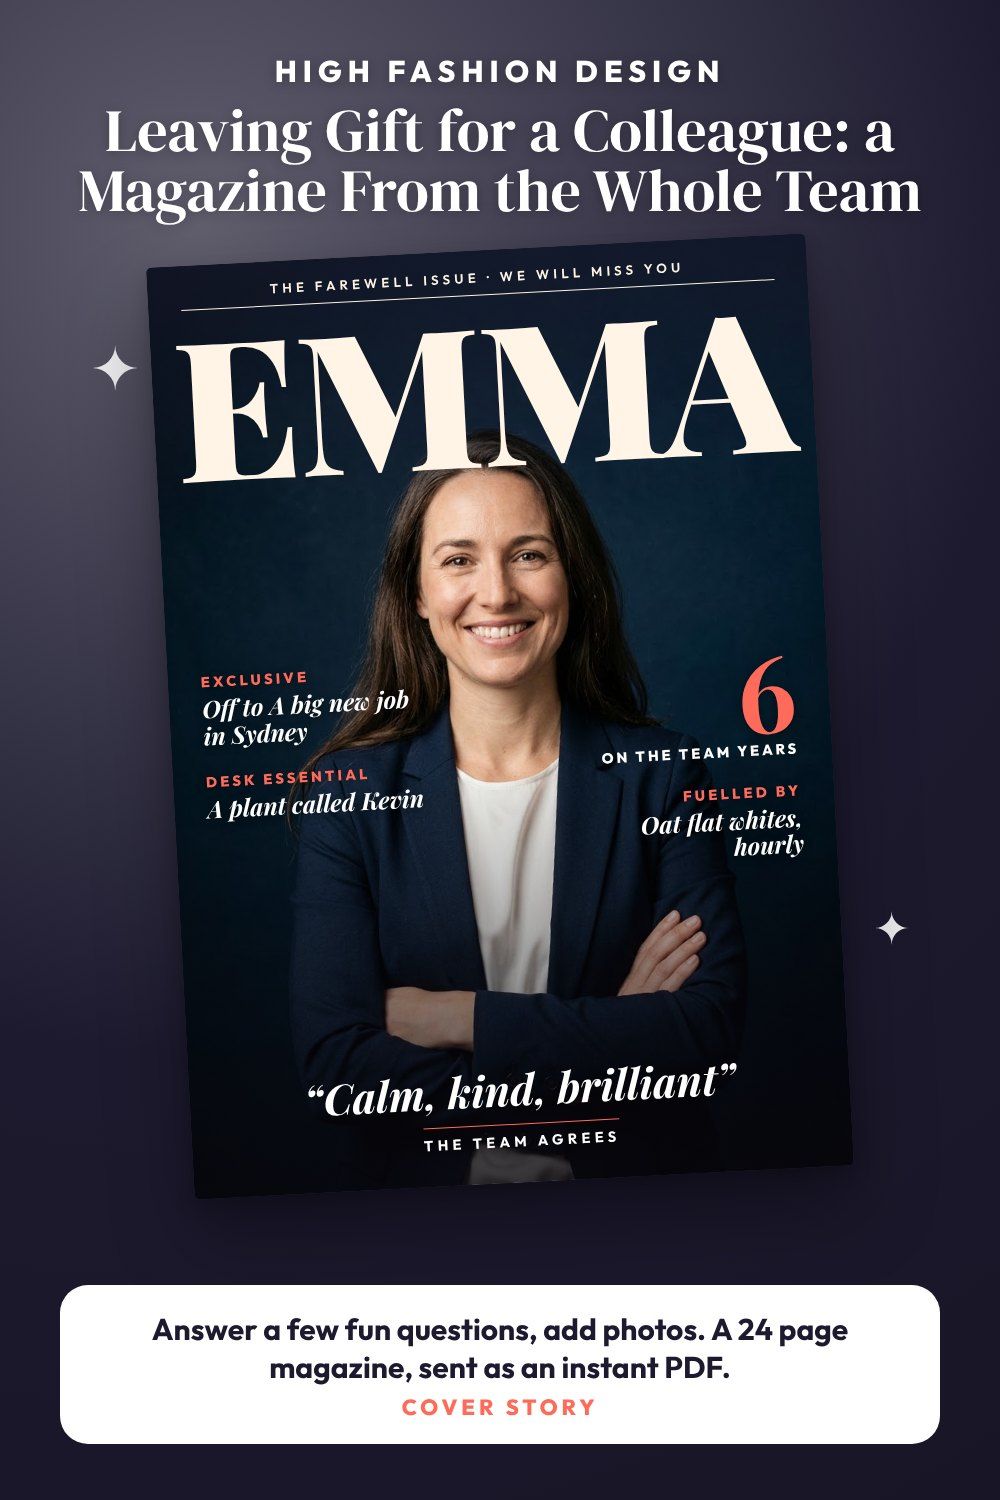 HIGH FASHION DESIGN
Leaving Gift for a Colleague: a
Magazine From the Whole Team
THE FAREWELL ISSUE · WE WILL MISS YOU
EMMA
EXCLUSIVE
Off to A big new job
in Sydney
DESK ESSENTIAL
A plant called Kevin
6
ON THE TEAM YEARS
FUELLED BY
Oat flat whites,
hourly
“Calm, kind, brilliant”
THE TEAM AGREES
Answer a few fun questions, add photos. A 24 page
magazine, sent as an instant PDF.
COVER STORY